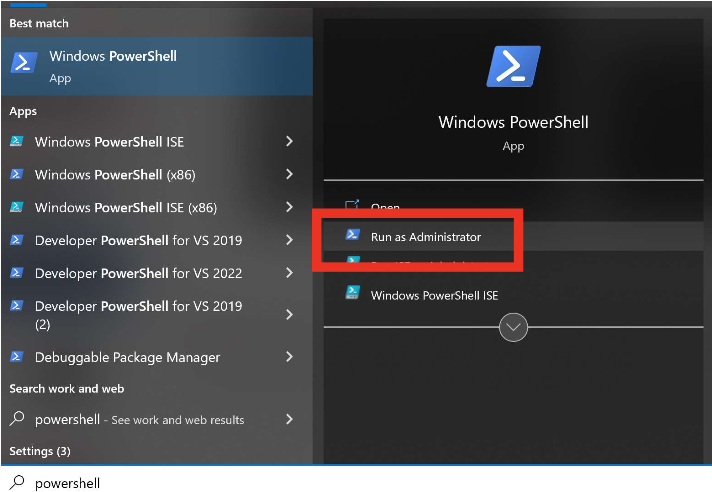 Best match
Windows PowerShell
App
Apps
Windows PowerShell ISE
Windows PowerShell (x86)
Windows PowerShell ISE (x86)
Developer PowerShell for VS 2019
Developer PowerShell for VS 2022
Developer PowerShell for VS 2019
(2)
Debuggable Package Manager
Search work and web
powershell - See work and web results
Settings (3)
powershell
Windows PowerShell
App
Open
Run as Administrator
Windows PowerShell ISE